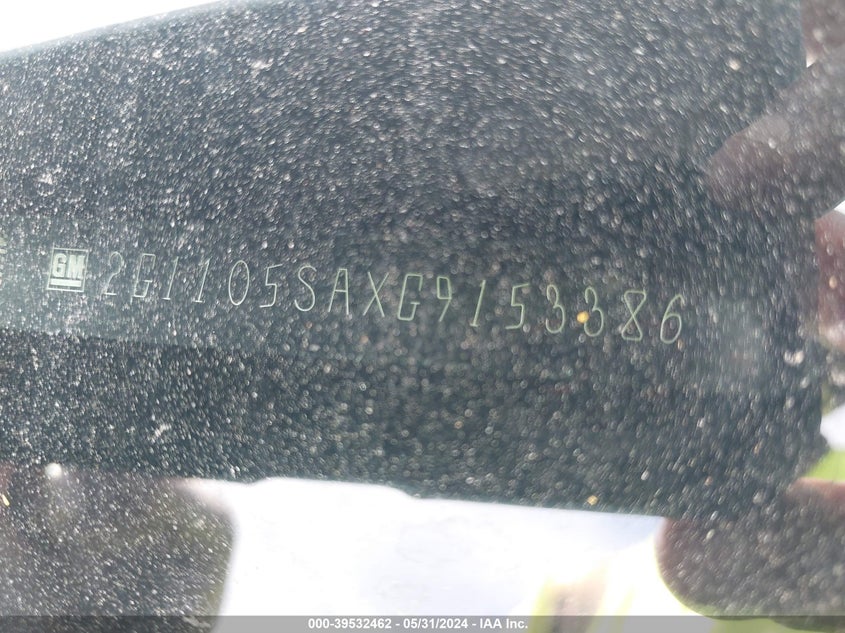 GM 2G1105SAXG9153386
000-39532462 - 05/31/2024 - IAA Inc.